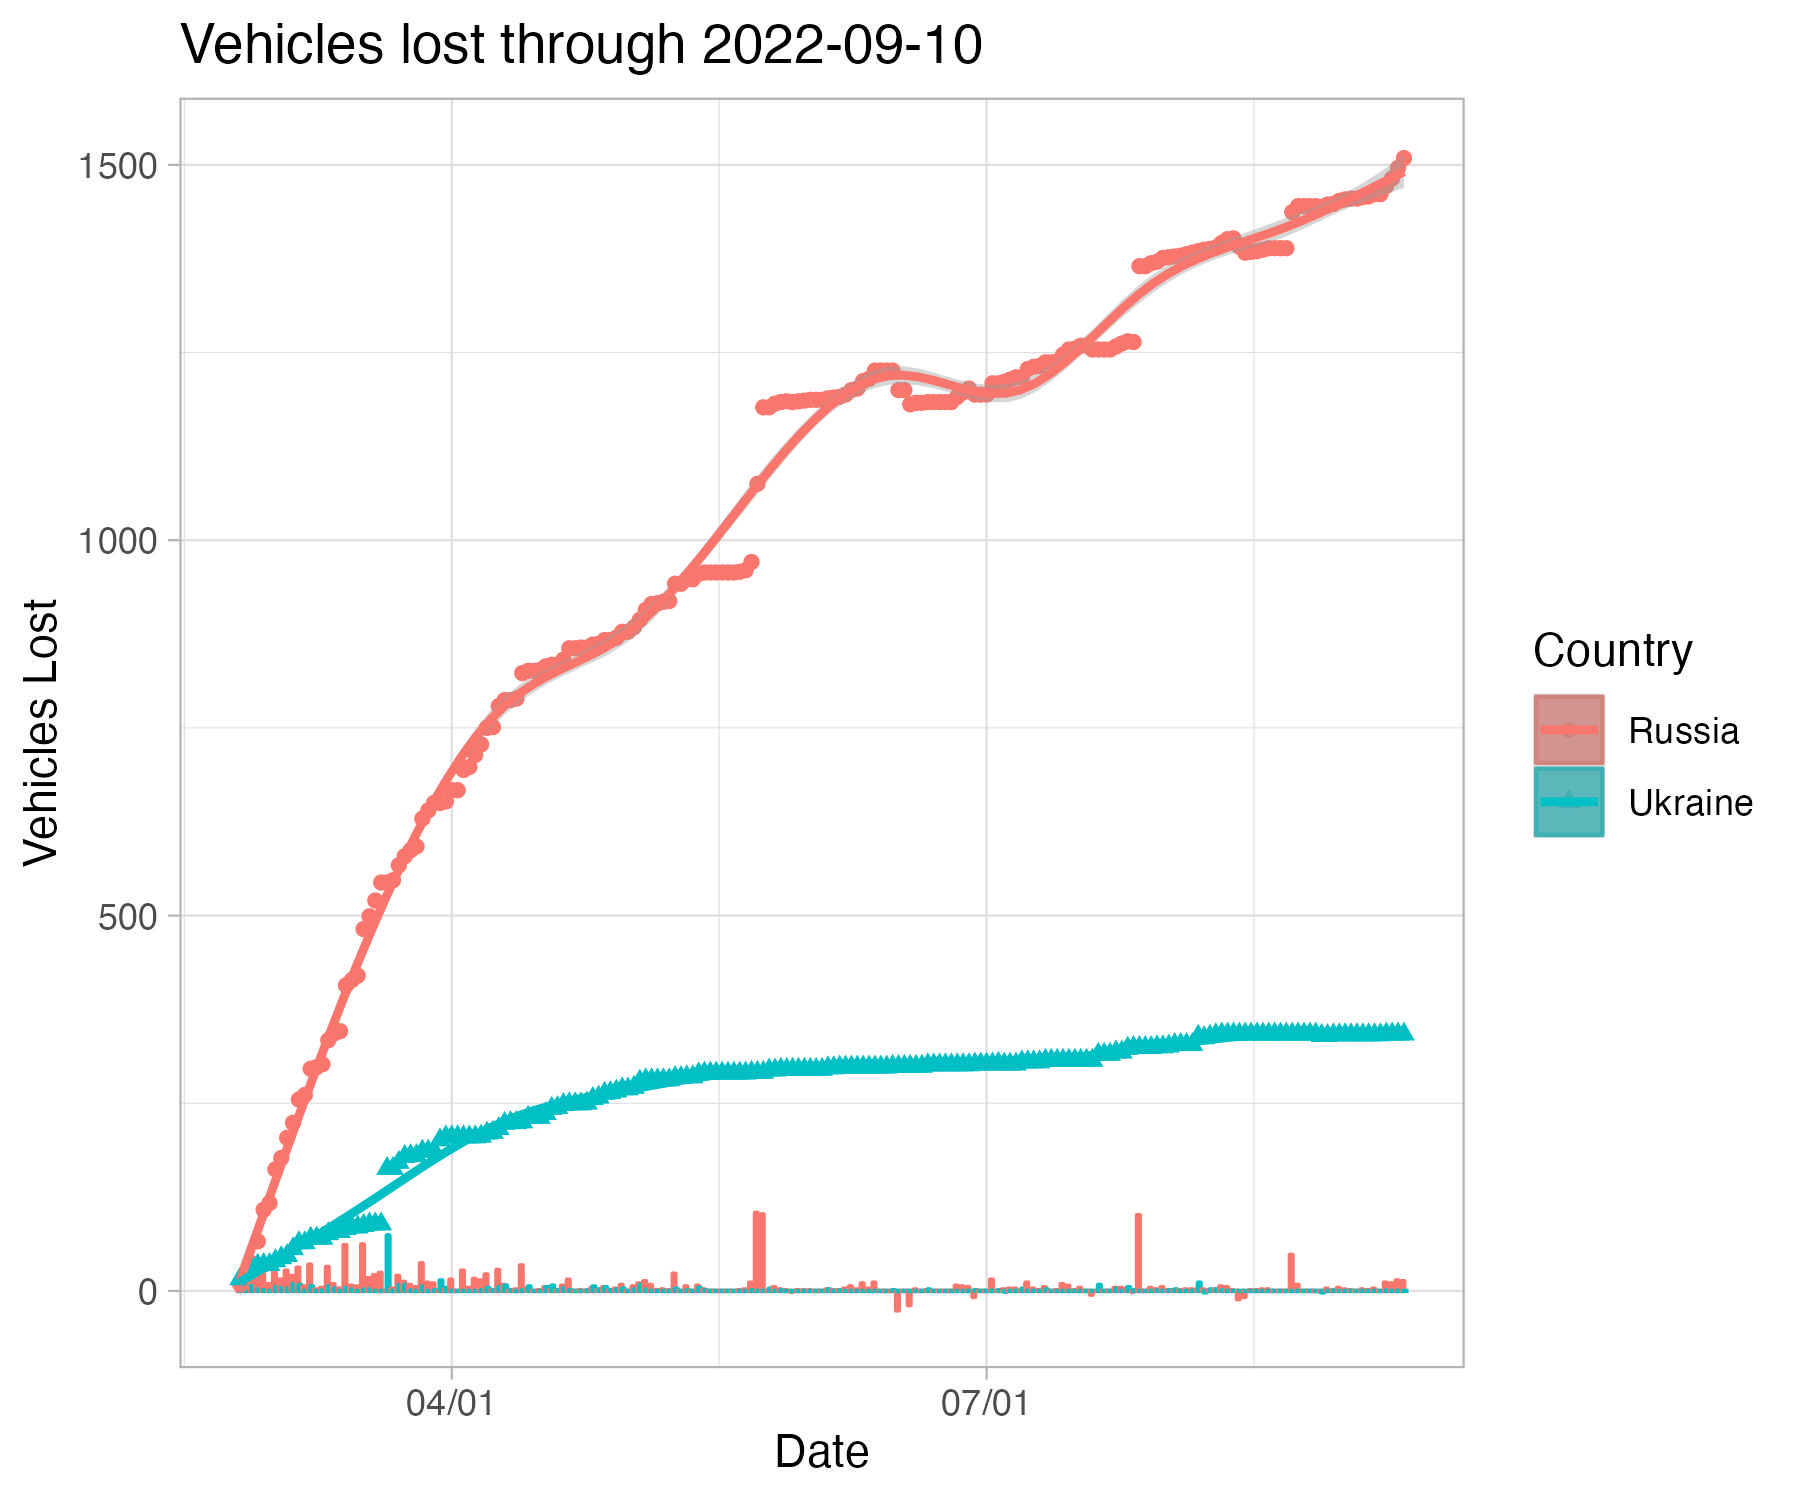 Vehicles lost through 2022-09-10
Vehicles Lost
1500
1000
500
0
04/01
07/01
Date
Country
Russia
Ukraine